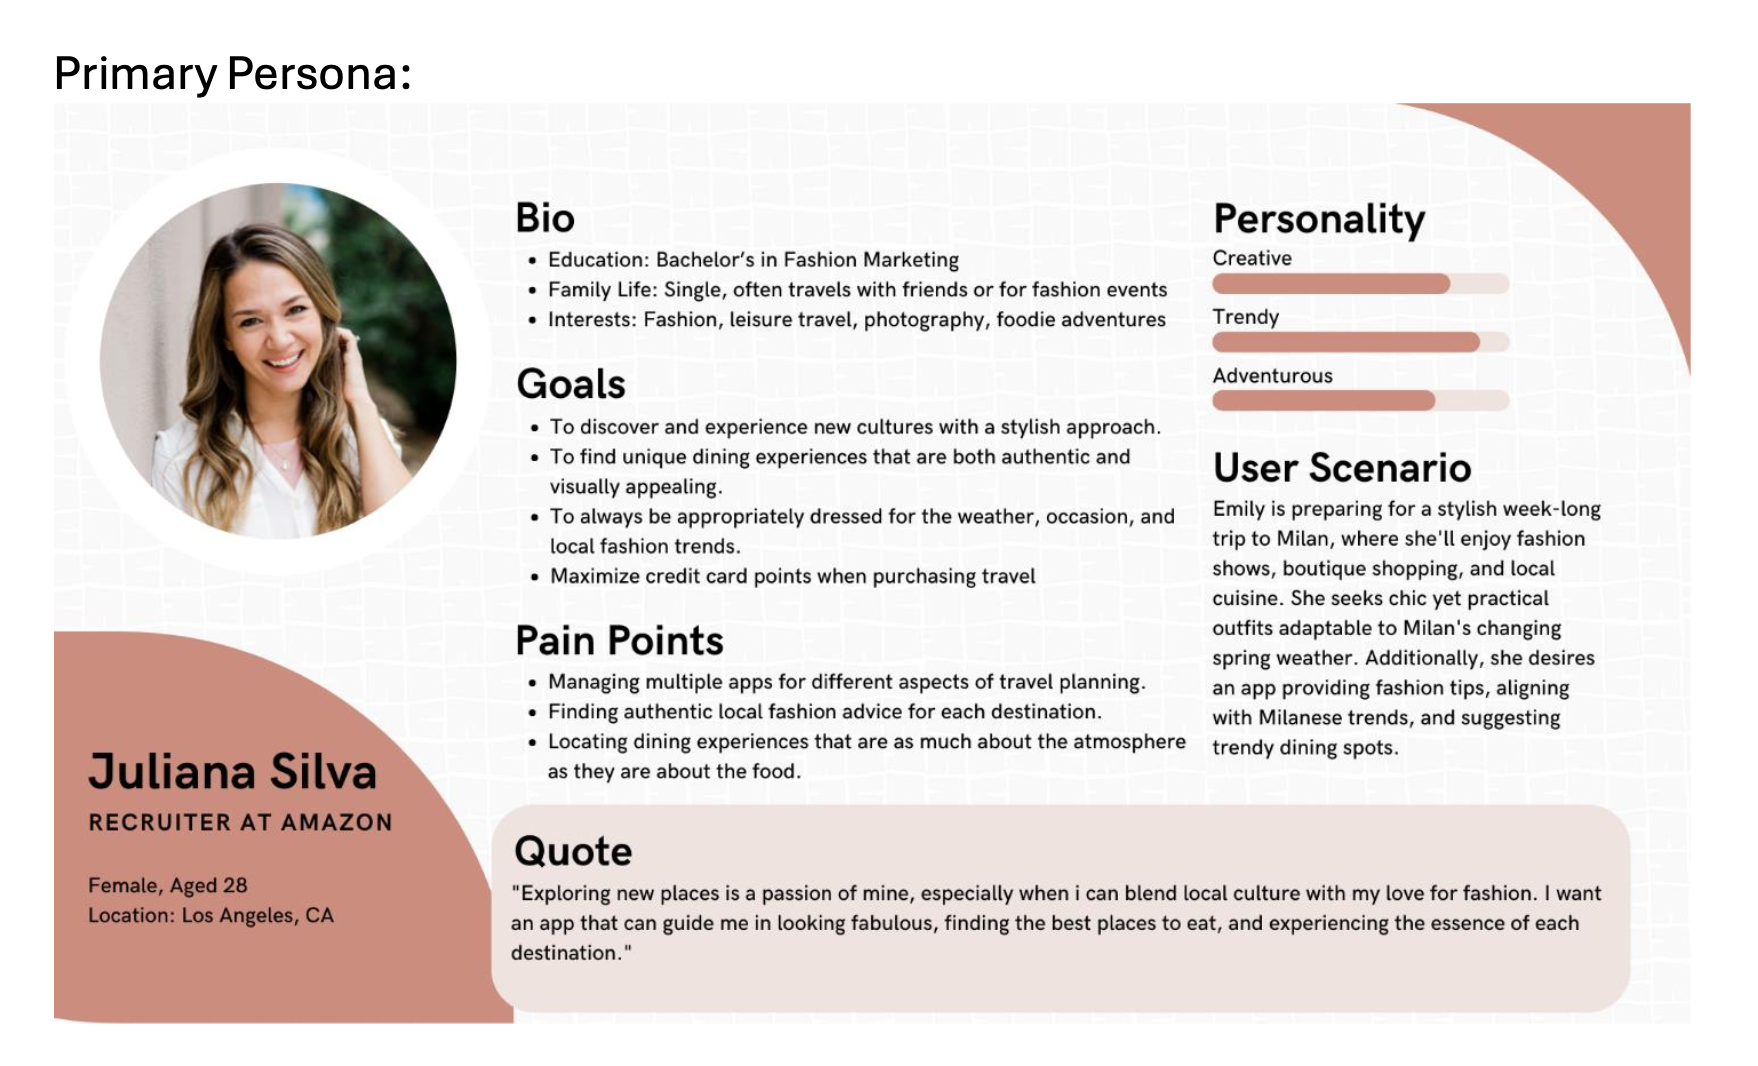 Primary Persona:
Bio
• Education: Bachelor’s in Fashion Marketing
• Family Life: Single, often travels with friends or for fashion events
• Interests: Fashion, leisure travel, photography, foodie adventures
Goals
• To discover and experience new cultures with a stylish approach.
• To find unique dining experiences that are both authentic and
visually appealing.
• To always be appropriately dressed for the weather, occasion, and
local fashion trends.
• Maximize credit card points when purchasing travel
Pain Points
• Managing multiple apps for different aspects of travel planning.
• Finding authentic local fashion advice for each destination.
• Locating dining experiences that are as much about the atmosphere
as they are about the food.
Personality
Creative
Trendy
Adventurous
User Scenario
Emily is preparing for a stylish week-long
trip to Milan, where she'll enjoy fashion
shows, boutique shopping, and local
cuisine. She seeks chic yet practical
outfits adaptable to Milan's changing
spring weather. Additionally, she desires
an app providing fashion tips, aligning
with Milanese trends, and suggesting
trendy dining spots.
Juliana Silva
RECRUITER AT AMAZON
Female, Aged 28
Location: Los Angeles, CA
Quote
"Exploring new places is a passion of mine, especially when i can blend local culture with my love for fashion. I want
an app that can guide me in looking fabulous, finding the best places to eat, and experiencing the essence of each
destination."